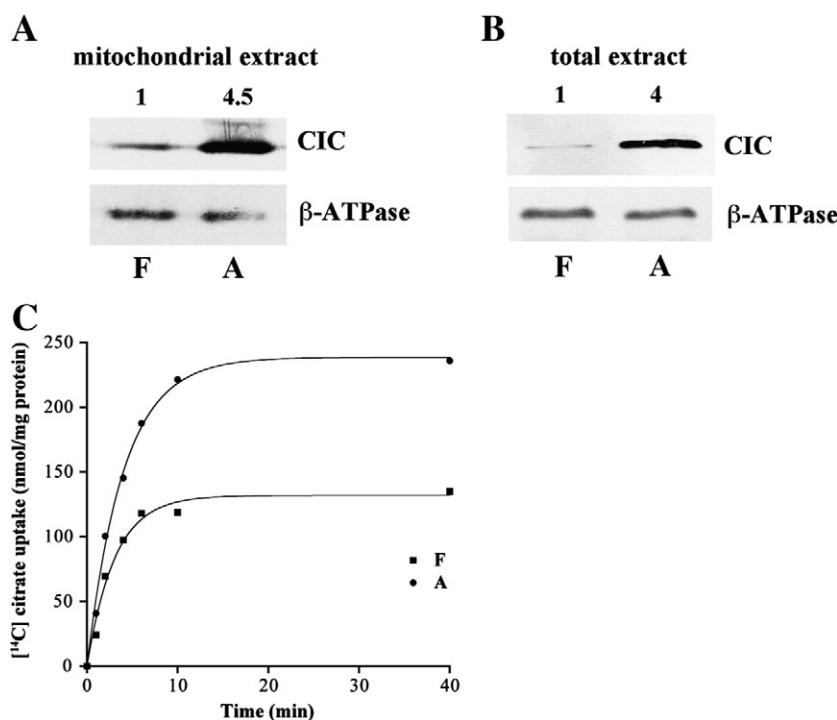 A
mitochondrial extract
1 4.5
CIC
β-ATPase
F A
B
total extract
1 4
CIC
β-ATPase
F A
C
250
200
150
100
50
0
[¹⁴C] citrate uptake (nmol/mg protein)
F
A
0 10 20 30 40
Time (min)